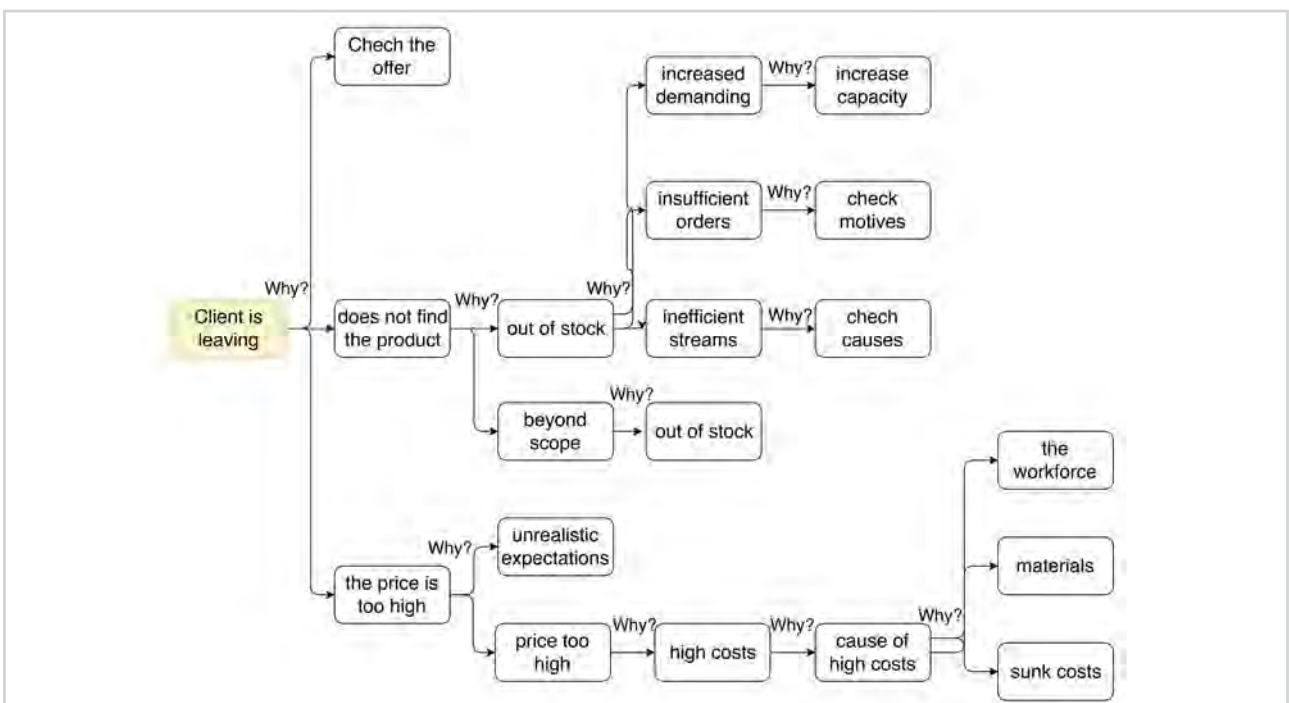 Chech the
offer
increased
demanding
Why?
increase
capacity
insufficient
orders
Why?
check
motives
Why?
Client is
leaving
does not find
the product
Why?
out of stock
Why?
inefficient
streams
Why?
chech
causes
beyond
scope
Why?
out of stock
the
workforce
the price is
too high
Why?
unrealistic
expectations
price too
high
Why?
high costs
Why?
cause of
high costs
Why?
materials
sunk costs